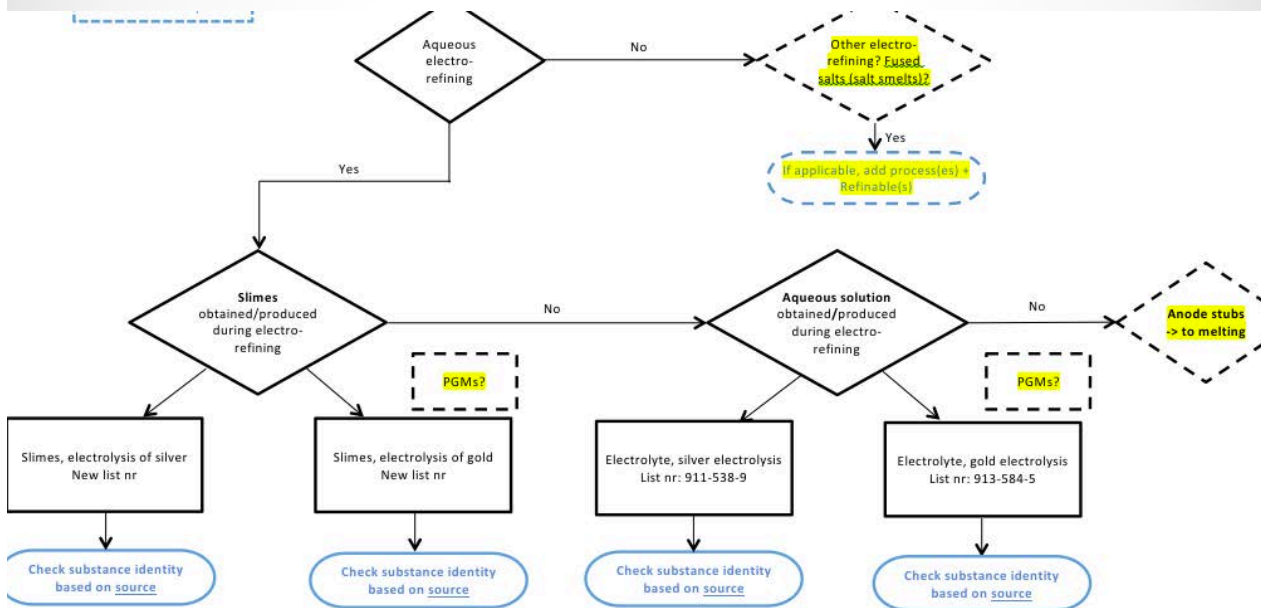 Aqueous
electro-
refining
No
Other electro-
refining? Fused
salts (salt smelts)?
Yes
Yes
If applicable, add process(es) +
Refinable(s)
Slimes
obtained/produced
during electro-
refining
No
Aqueous solution
obtained/produced
during electro-
refining
No
Anode stubs
-> to melting
PGMs?
PGMs?
Slimes, electrolysis of silver
New list nr
Slimes, electrolysis of gold
New list nr
Electrolyte, silver electrolysis
List nr: 911-538-9
Electrolyte, gold electrolysis
List nr: 913-584-5
Check substance identity
based on source
Check substance identity
based on source
Check substance identity
based on source
Check substance identity
based on source